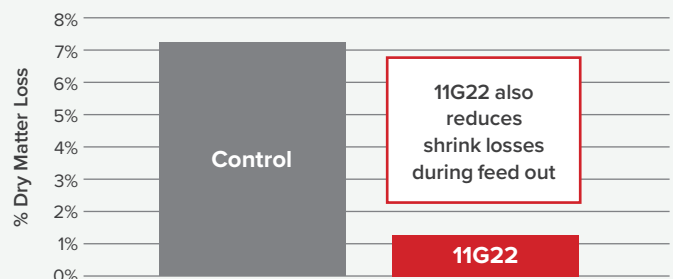 % Dry Matter Loss
8%
7%
6%
5%
4%
3%
2%
1%
0%
Control
11G22 also
reduces
shrink losses
during feed out
11G22